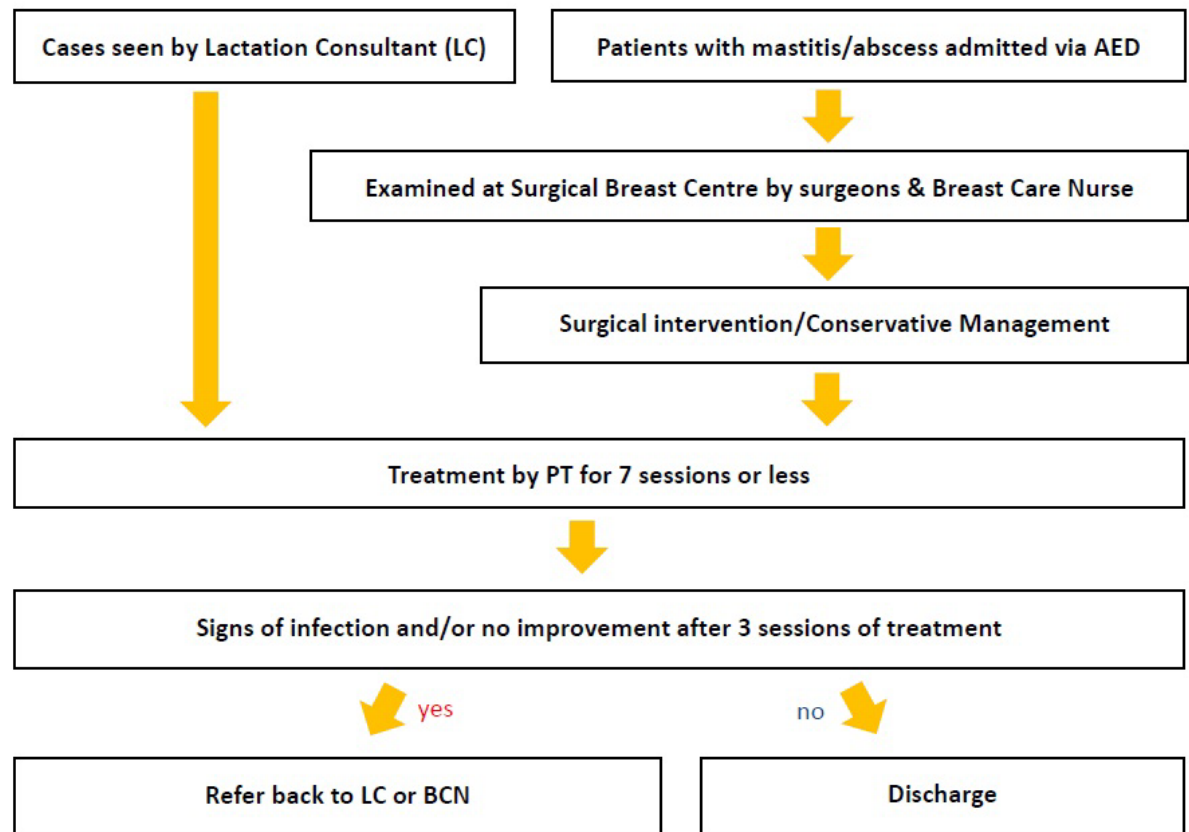 Cases seen by Lactation Consultant (LC)
Patients with mastitis/abscess admitted via AED
Examined at Surgical Breast Centre by surgeons & Breast Care Nurse
Surgical intervention/Conservative Management
Treatment by PT for 7 sessions or less
Signs of infection and/or no improvement after 3 sessions of treatment
yes
no
Refer back to LC or BCN
Discharge